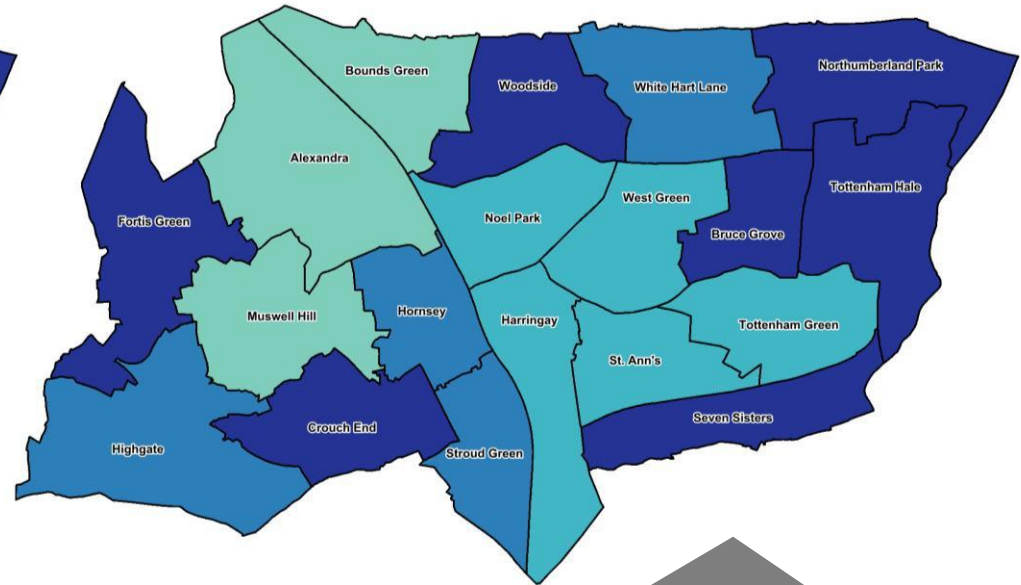 Northumberland Park
Bounds Green
Woodside
White Hart Lane
Alexandra
Tottenham Hale
West Green
Noel Park
Fortis Green
Bruce Grove
Hornsey
Muswell Hill
Harringay
Tottenham Green
St. Ann's
Seven Sisters
Crouch End
Highgate
Stroud Green